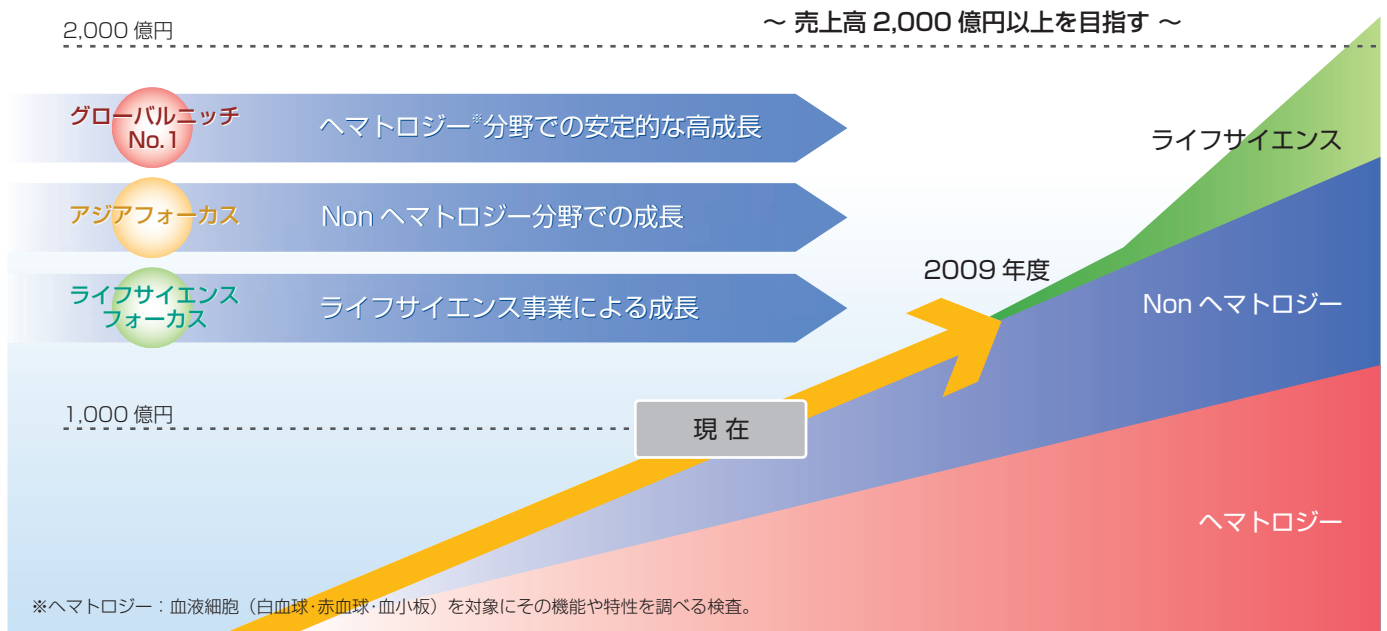 ～ 売上高 2,000 億円以上を目指す ～
2,000 億円
グローバルニッチ
No.1
ヘマトロジー※分野での安定的な高成長
アジアフォーカス
Non ヘマトロジー分野での成長
ライフサイエンス
フォーカス
ライフサイエンス事業による成長
ライフサイエンス
2009 年度
Non ヘマトロジー
1,000 億円
現 在
ヘマトロジー
※ヘマトロジー：血液細胞（白血球･赤血球･血小板）を対象にその機能や特性を調べる検査。